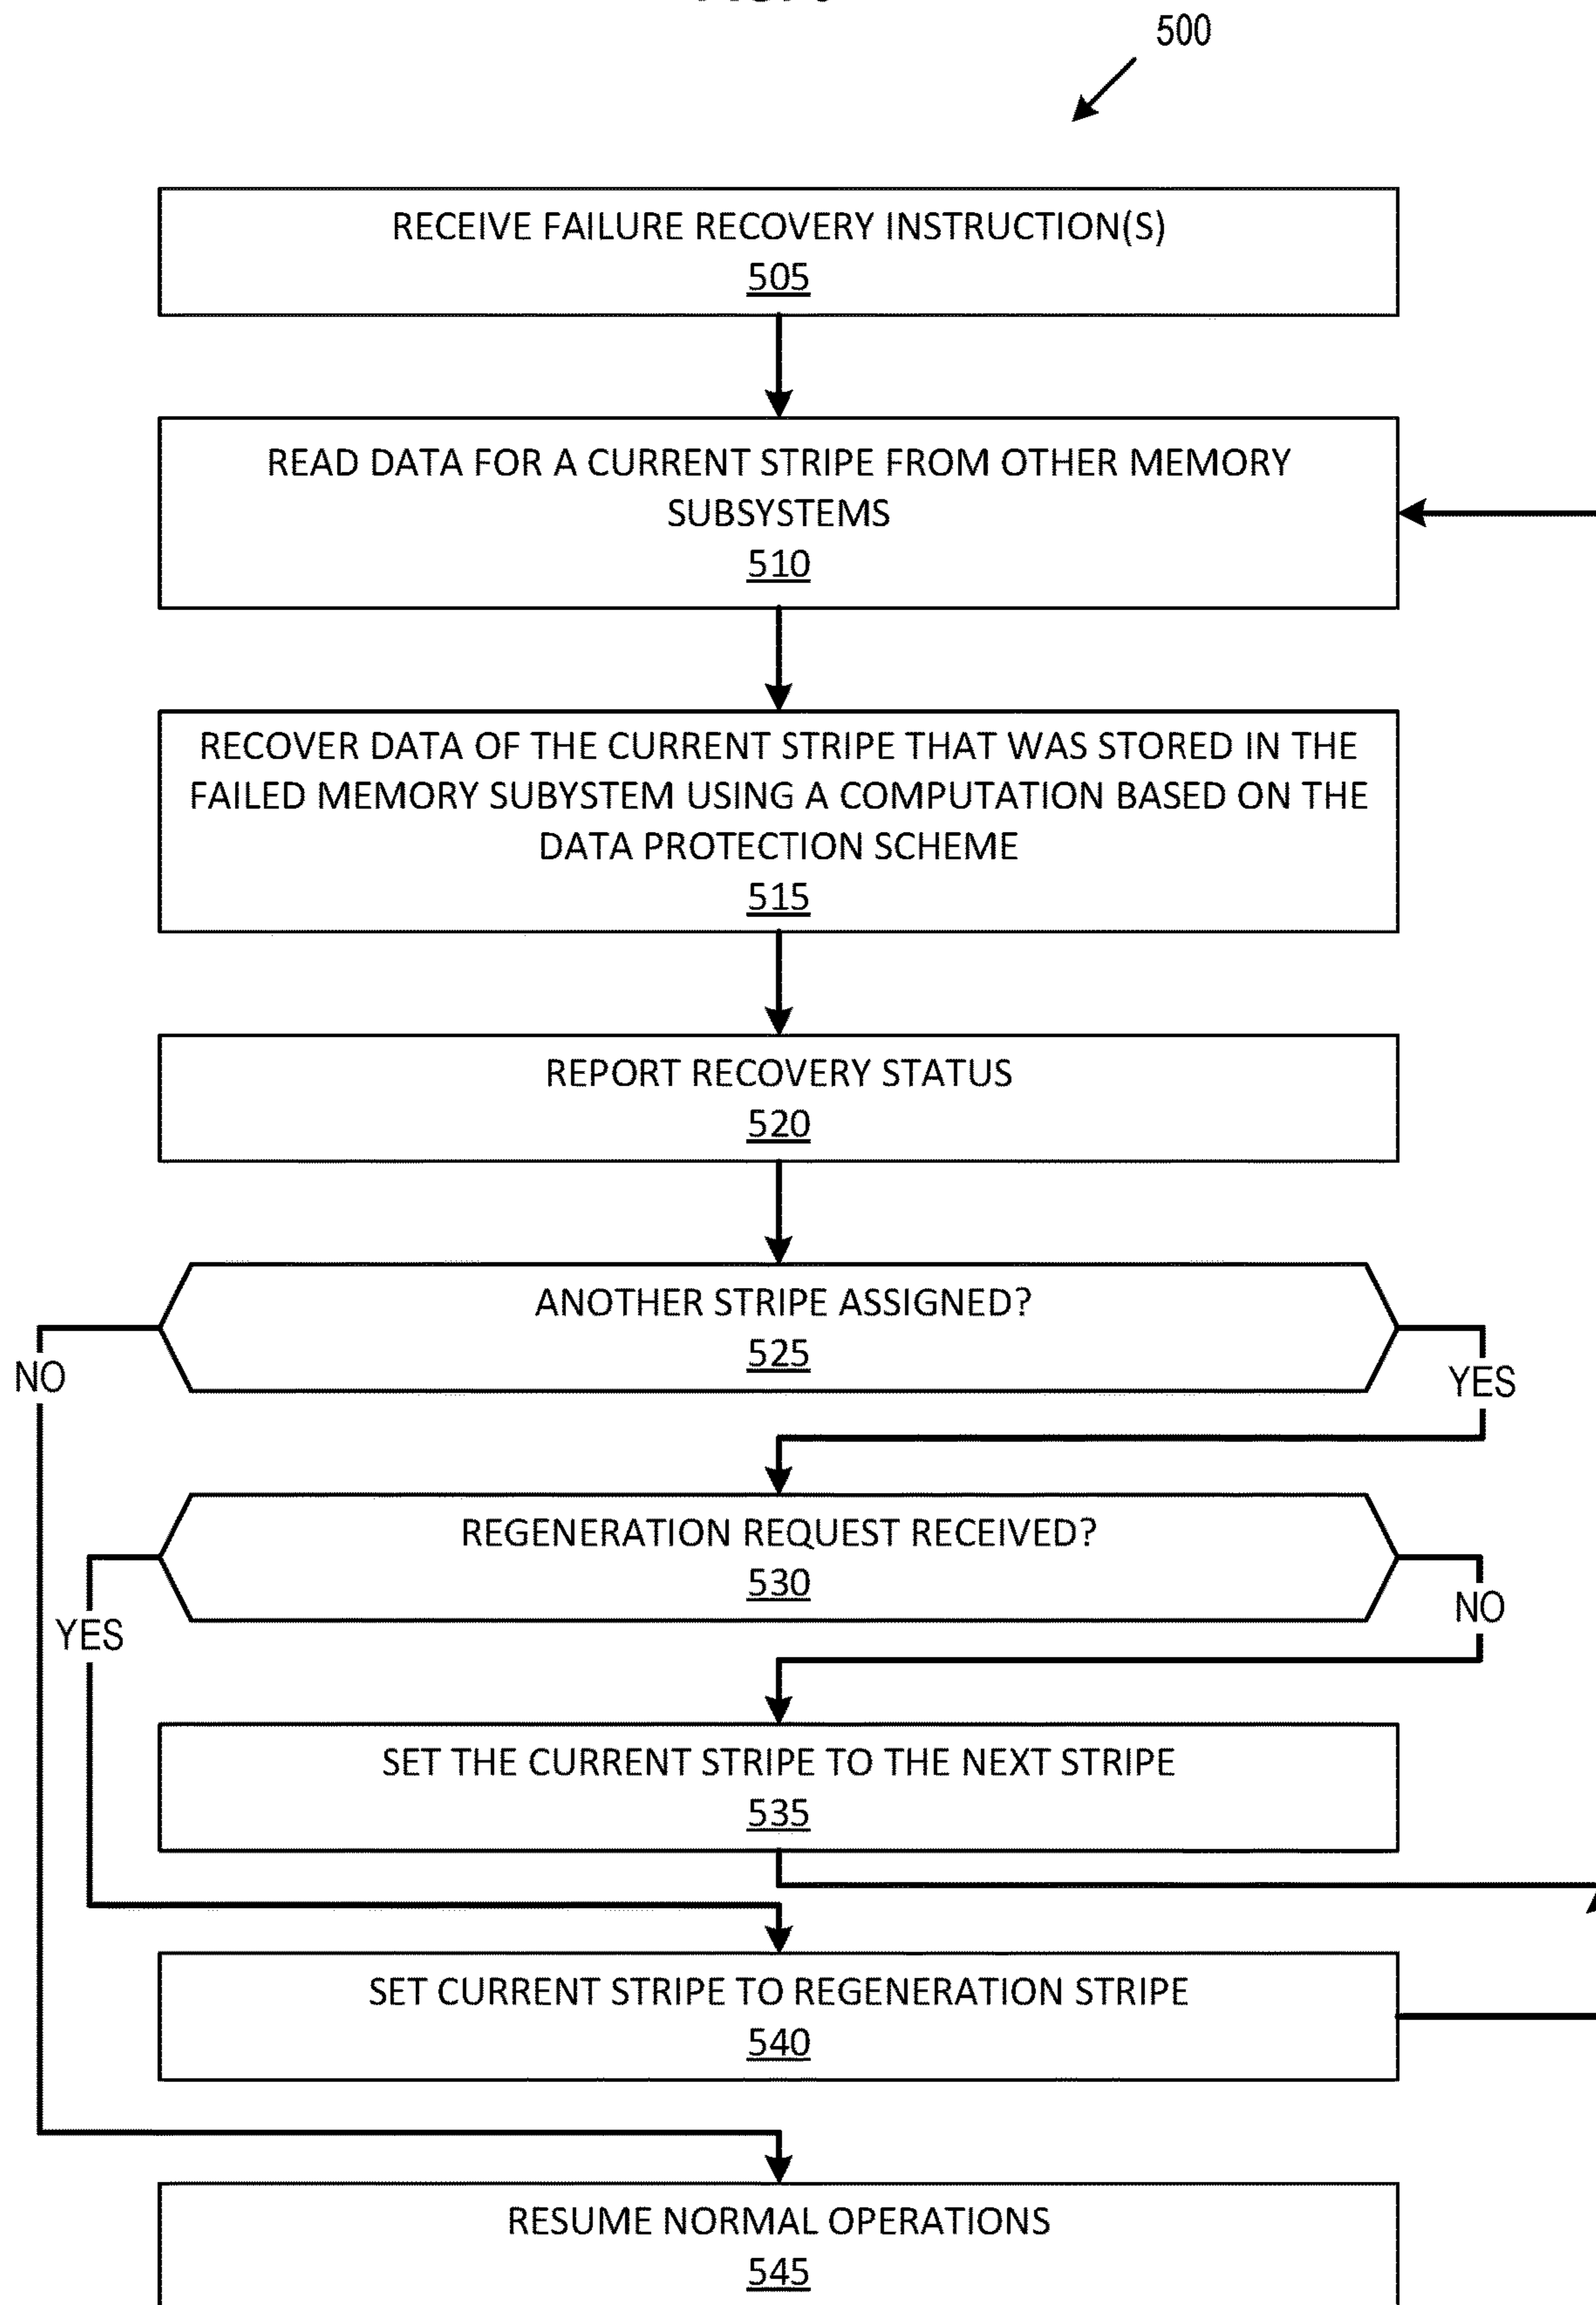 500
RECEIVE FAILURE RECOVERY INSTRUCTION(S)
505
READ DATA FOR A CURRENT STRIPE FROM OTHER MEMORY
SUBSYSTEMS
510
RECOVER DATA OF THE CURRENT STRIPE THAT WAS STORED IN THE
FAILED MEMORY SUBYSTEM USING A COMPUTATION BASED ON THE
DATA PROTECTION SCHEME
515
REPORT RECOVERY STATUS
520
ANOTHER STRIPE ASSIGNED?
525
NO
YES
REGENERATION REQUEST RECEIVED?
530
YES
NO
SET THE CURRENT STRIPE TO THE NEXT STRIPE
535
SET CURRENT STRIPE TO REGENERATION STRIPE
540
RESUME NORMAL OPERATIONS
545